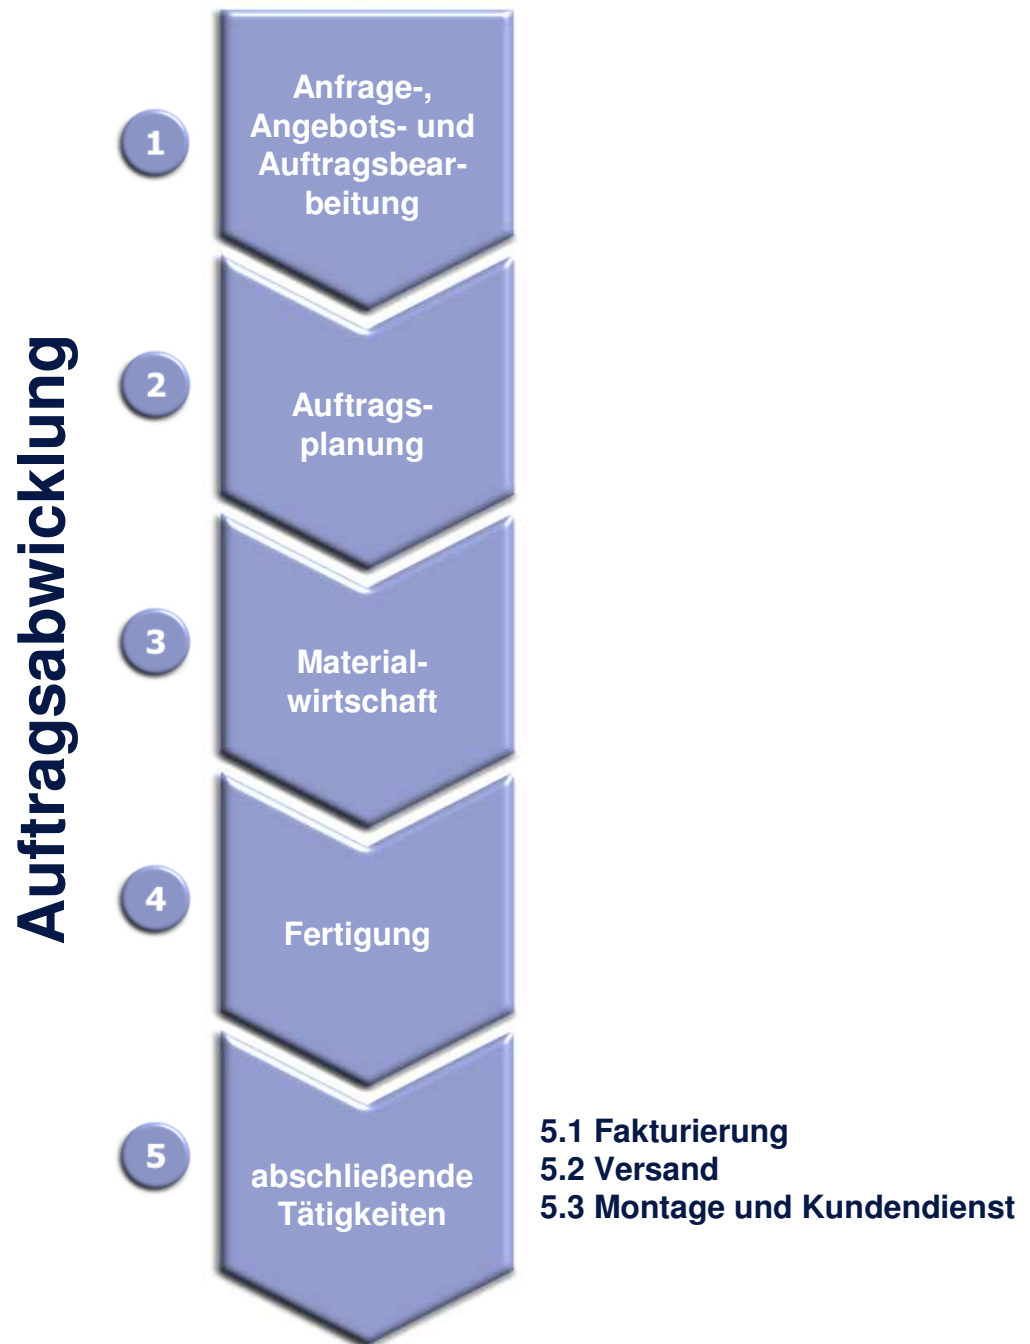 Auftragsabwicklung
1
Anfrage-,
Angebots- und
Auftragsbear-
beitung
2
Auftrags-
planung
3
Material-
wirtschaft
4
Fertigung
5
abschließende
Tätigkeiten
5.1 Fakturierung
5.2 Versand
5.3 Montage und Kundendienst